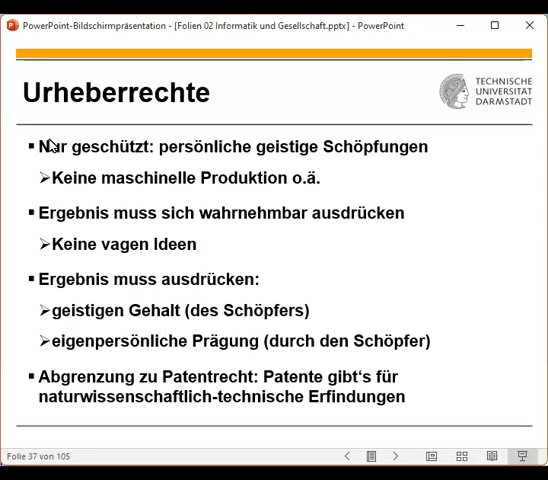 PowerPoint-Bildschirmpräsentation - [Folien 02 Informatik und Gesellschaft.pptx] - PowerPoint
Urheberrechte
TECHNISCHE
UNIVERSITÄT
DARMSTADT
▪ Nur geschützt: persönliche geistige Schöpfungen
➢Keine maschinelle Produktion o.ä.
▪ Ergebnis muss sich wahrnehmbar ausdrücken
➢Keine vagen Ideen
▪ Ergebnis muss ausdrücken:
➢geistigen Gehalt (des Schöpfers)
➢eigenpersönliche Prägung (durch den Schöpfer)
▪ Abgrenzung zu Patentrecht: Patente gibt‘s für
naturwissenschaftlich-technische Erfindungen
Folie 37 von 105